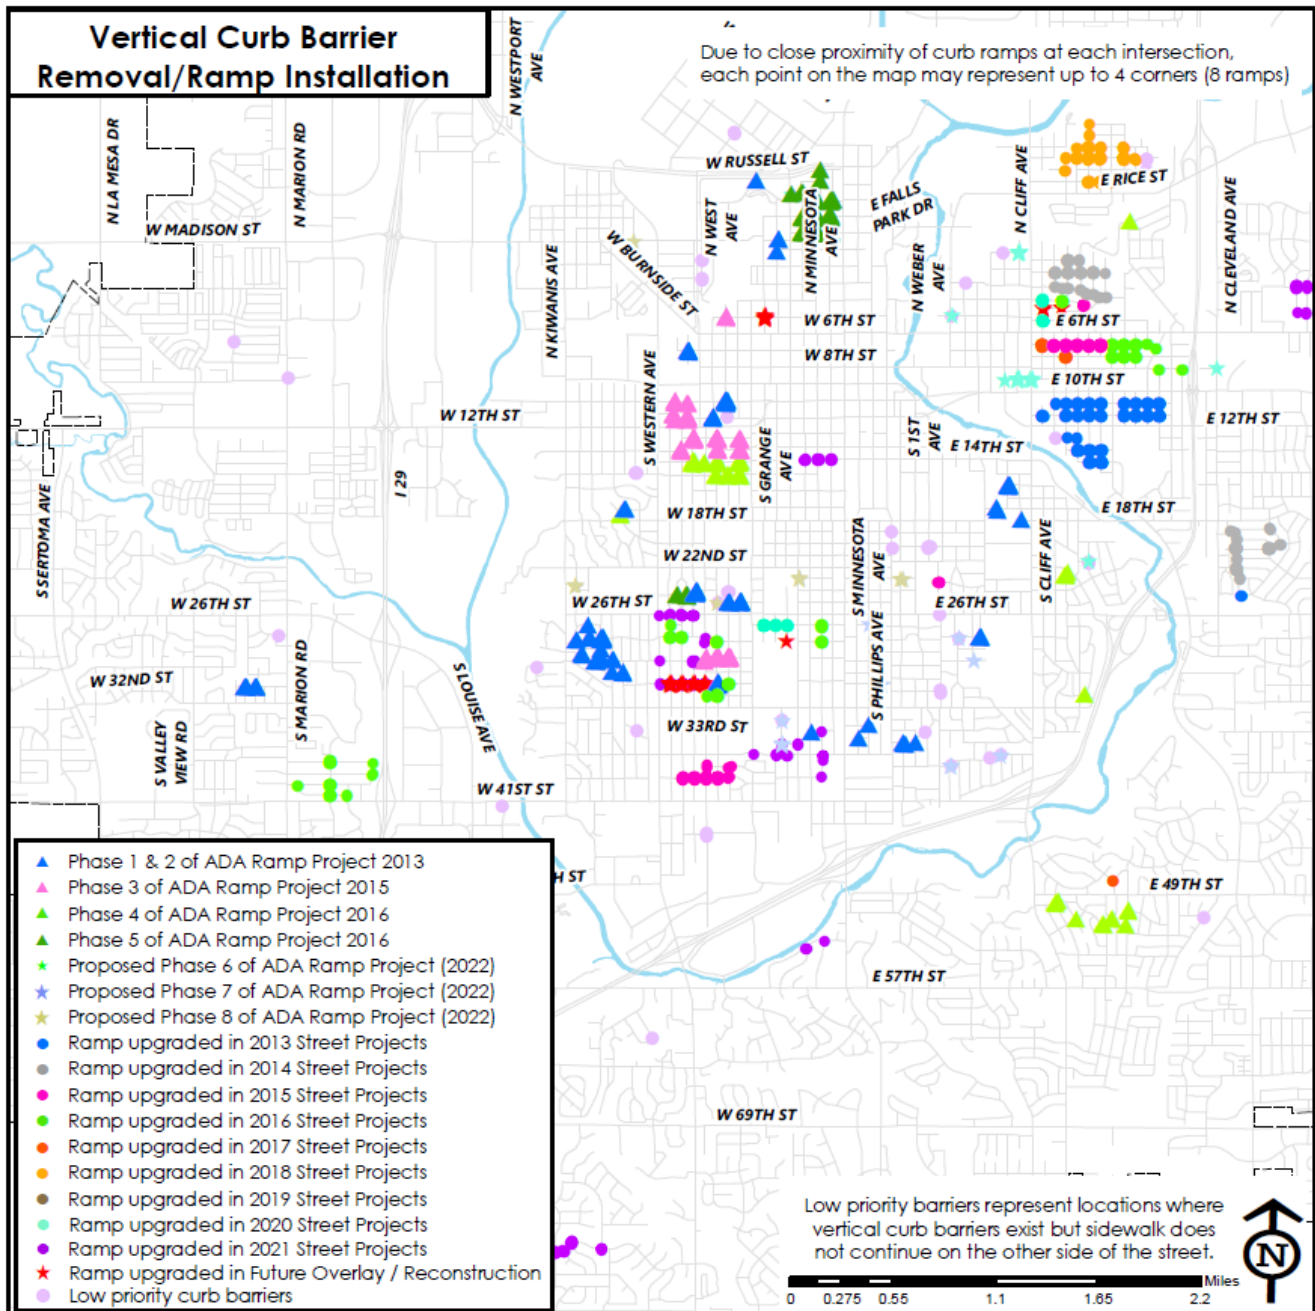 Vertical Curb Barrier
Removal/Ramp Installation
Due to close proximity of curb ramps at each intersection,
each point on the map may represent up to 4 corners (8 ramps)
N WESTPORT
AVE
N LA MESA DR
N MARION RD
W RUSSELL ST
N CLIFF AVE
E RICE ST
E FALLS
PARK DR
N CLEVELAND AVE
W MADISON ST
N WEST
AVE
N MINNESOTA
AVE
N KIWANIS AVE
W BURNSIDE ST
N WEBER
AVE
W 6TH ST
E 6TH ST
W 8TH ST
E 10TH ST
W 12TH ST
S WESTERN AVE
S GRANGE
AVE
S 1ST
AVE
E 14TH ST
E 12TH ST
I 29
S SERTOMA AVE
W 18TH ST
E 18TH ST
W 22ND ST
S MINNESOTA
AVE
S CLIFF AVE
W 26TH ST
W 26TH ST
E 26TH ST
S PHILLIPS AVE
W 32ND ST
S MARION RD
S LOUISE AVE
S VALLEY
VIEW RD
W 33RD ST
W 41ST ST
H ST
E 49TH ST
E 57TH ST
W 69TH ST
Phase 1 & 2 of ADA Ramp Project 2013
Phase 3 of ADA Ramp Project 2015
Phase 4 of ADA Ramp Project 2016
Phase 5 of ADA Ramp Project 2016
Proposed Phase 6 of ADA Ramp Project (2022)
Proposed Phase 7 of ADA Ramp Project (2022)
Proposed Phase 8 of ADA Ramp Project (2022)
Ramp upgraded in 2013 Street Projects
Ramp upgraded in 2014 Street Projects
Ramp upgraded in 2015 Street Projects
Ramp upgraded in 2016 Street Projects
Ramp upgraded in 2017 Street Projects
Ramp upgraded in 2018 Street Projects
Ramp upgraded in 2019 Street Projects
Ramp upgraded in 2020 Street Projects
Ramp upgraded in 2021 Street Projects
Ramp upgraded in Future Overlay / Reconstruction
Low priority curb barriers
Low priority barriers represent locations where
vertical curb barriers exist but sidewalk does
not continue on the other side of the street.
N
Miles
0 0.275 0.55 1.1 1.65 2.2